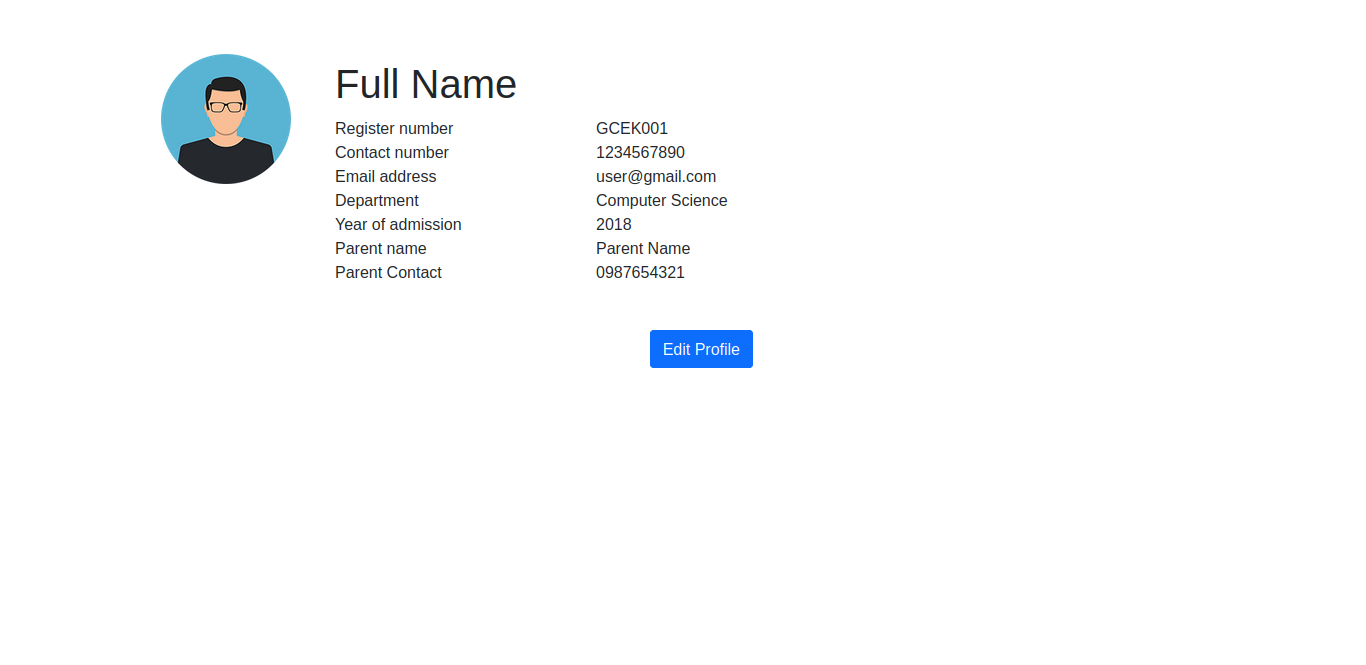 Full Name
Register number GCEK001
Contact number 1234567890
Email address user@gmail.com
Department Computer Science
Year of admission 2018
Parent name Parent Name
Parent Contact 0987654321
Edit Profile